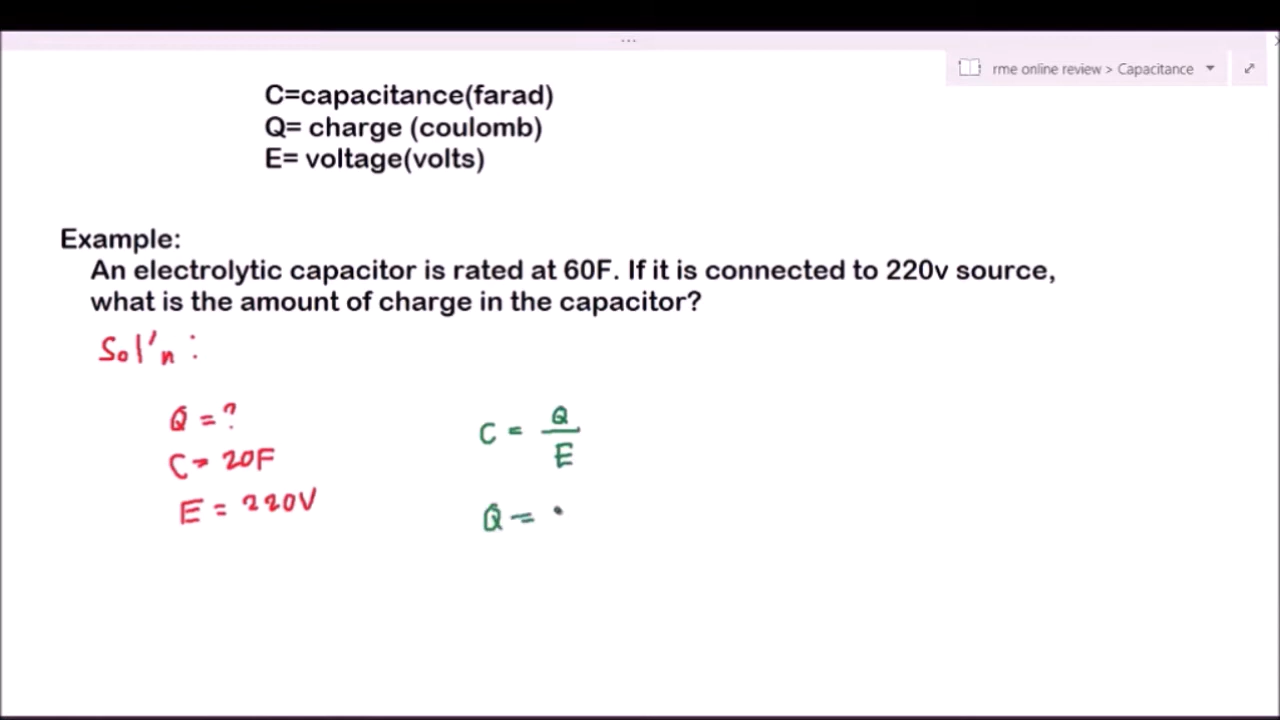 rme online review > Capacitance
C=capacitance(farad)
Q= charge (coulomb)
E= voltage(volts)
Example:
An electrolytic capacitor is rated at 60F. If it is connected to 220v source,
what is the amount of charge in the capacitor?
Sol'n :
Q = ?
C = 20F
E = 220V
C = Q
E
Q =